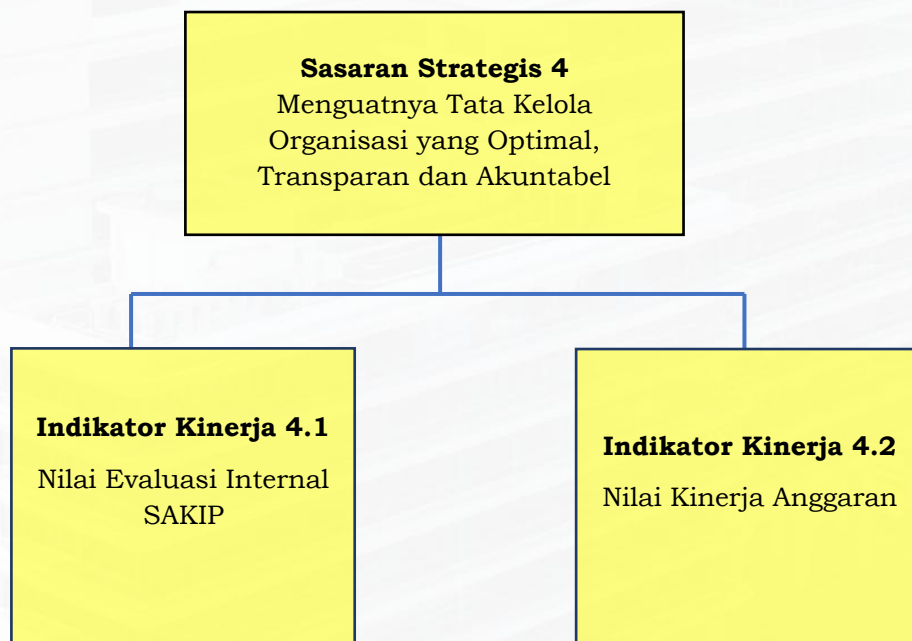 Sasaran Strategis 4
Menguatnya Tata Kelola
Organisasi yang Optimal,
Transparan dan Akuntabel
Indikator Kinerja 4.1
Nilai Evaluasi Internal
SAKIP
Indikator Kinerja 4.2
Nilai Kinerja Anggaran